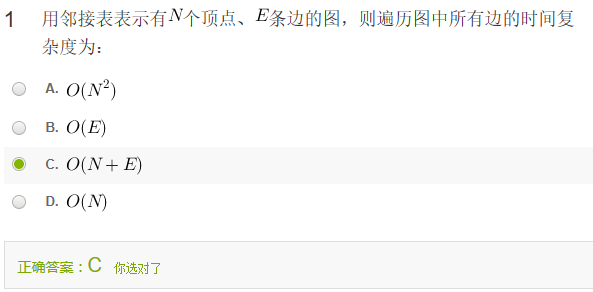 1 用邻接表表示有N个顶点、E条边的图，则遍历图中所有边的时间复
杂度为：
A. O(N²)
B. O(E)
C. O(N + E)
D. O(N)
正确答案：C 你选对了